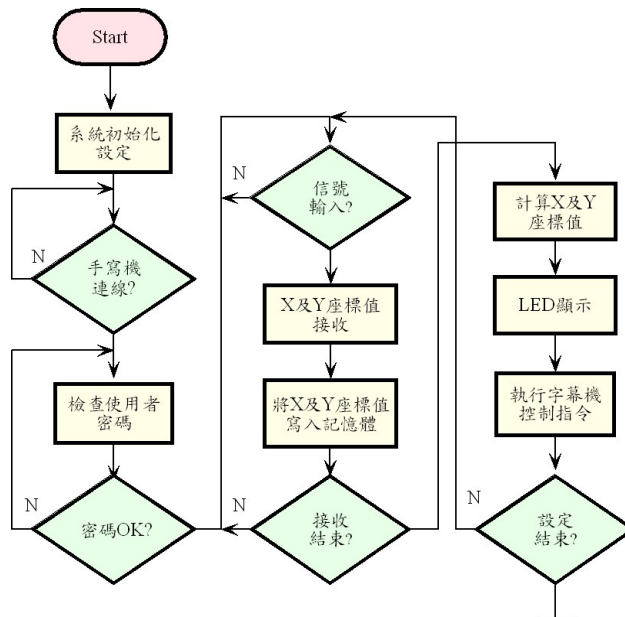 Start
系統初始化
設定
N
手寫機
連線?
檢查使用者
密碼
N
密碼OK?
N
信號
輸入?
X及Y座標值
接收
將X及Y座標值
寫入記憶體
N
接收
結束?
計算X及Y
座標值
LED顯示
執行字幕機
控制指令
N
設定
結束?